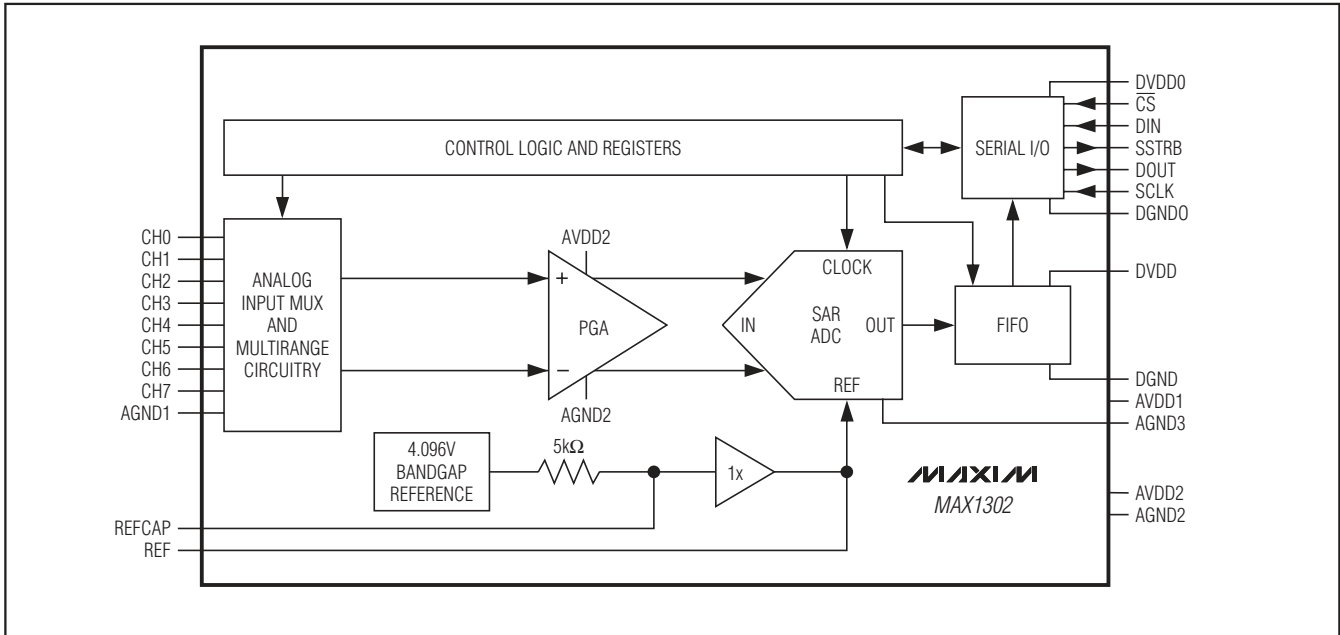 CONTROL LOGIC AND REGISTERS
SERIAL I/O
DVDD0
CS
DIN
SSTRB
DOUT
SCLK
DGND0
CH0
CH1
CH2
CH3
CH4
CH5
CH6
CH7
AGND1
ANALOG
INPUT MUX
AND
MULTIRANGE
CIRCUITRY
AVDD2
+
PGA
−
AGND2
CLOCK
IN
SAR
ADC
OUT
REF
FIFO
DVDD
DGND
AVDD1
AGND3
4.096V
BANDGAP
REFERENCE
5kΩ
1x
MAXIM
MAX1302
AVDD2
AGND2
REFCAP
REF